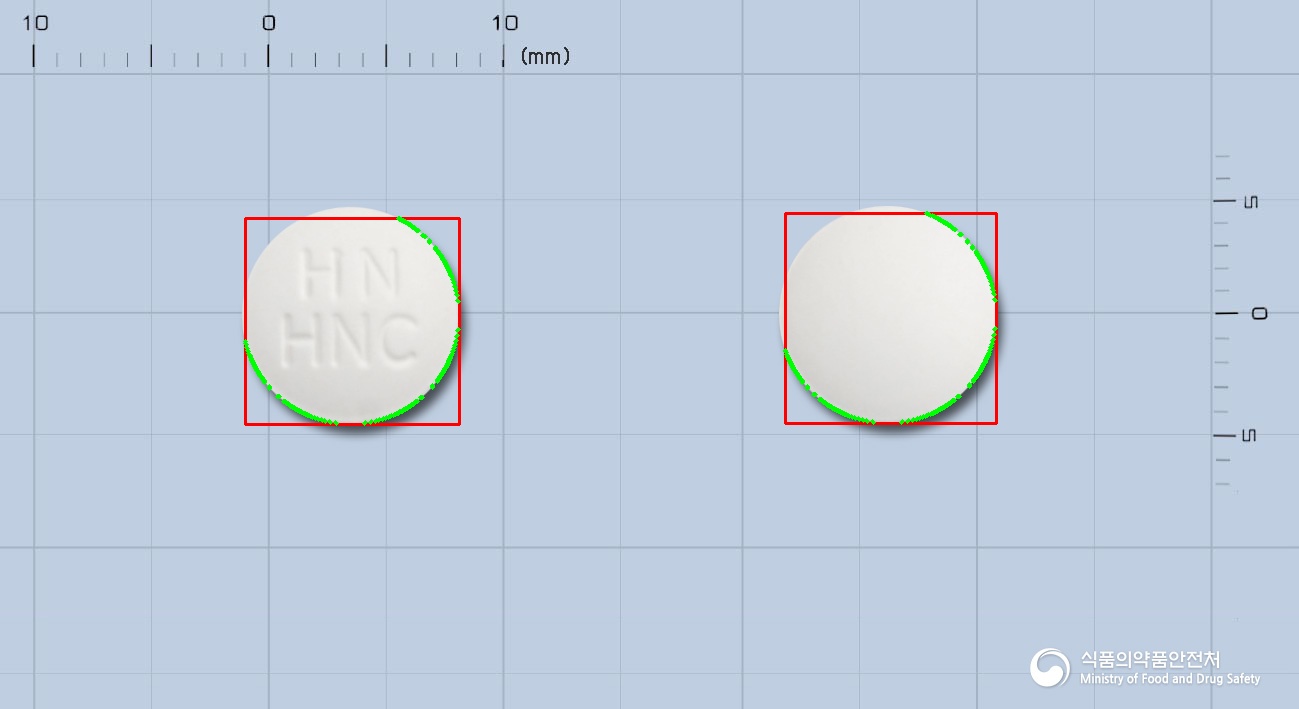 10 0 10
(mm)
HN
HNC
5
0
5
식품의약품안전처
Ministry of Food and Drug Safety